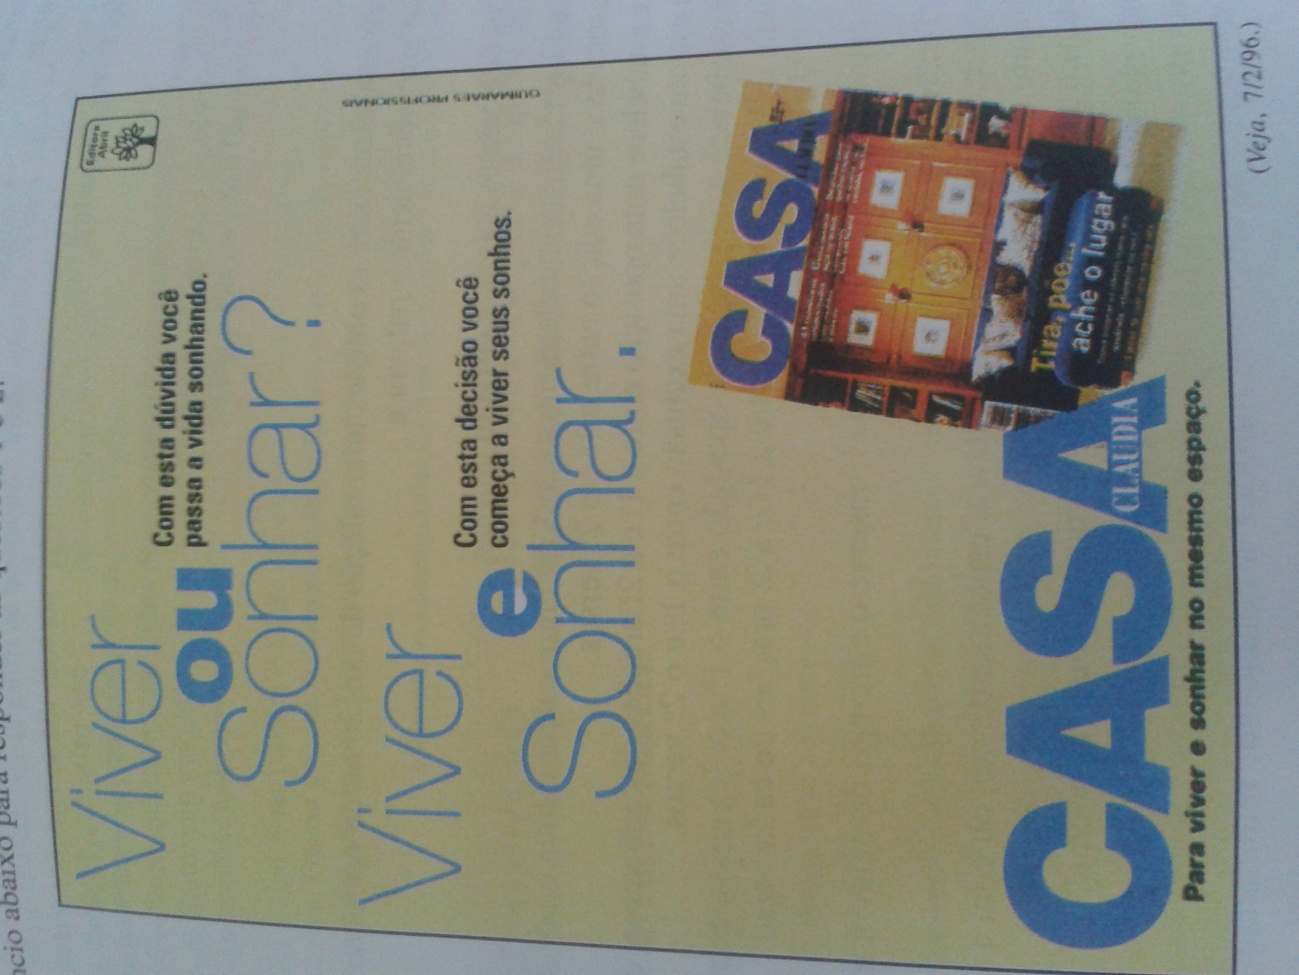 abaixo para
Editora
Abril
Viver
ou
Com esta dúvida você
passa a vida sonhando.
Sonhar?
GUIMARÃES PROFISSIONAIS
Viver
e
Com esta decisão você
começa a viver seus sonhos.
Sonhar.
CASA
CLAUDIA
Tira, põe...
ache o lugar
CASA
CLAUDIA
Para viver e sonhar no mesmo espaço.
(Veja, 7/2/96.)